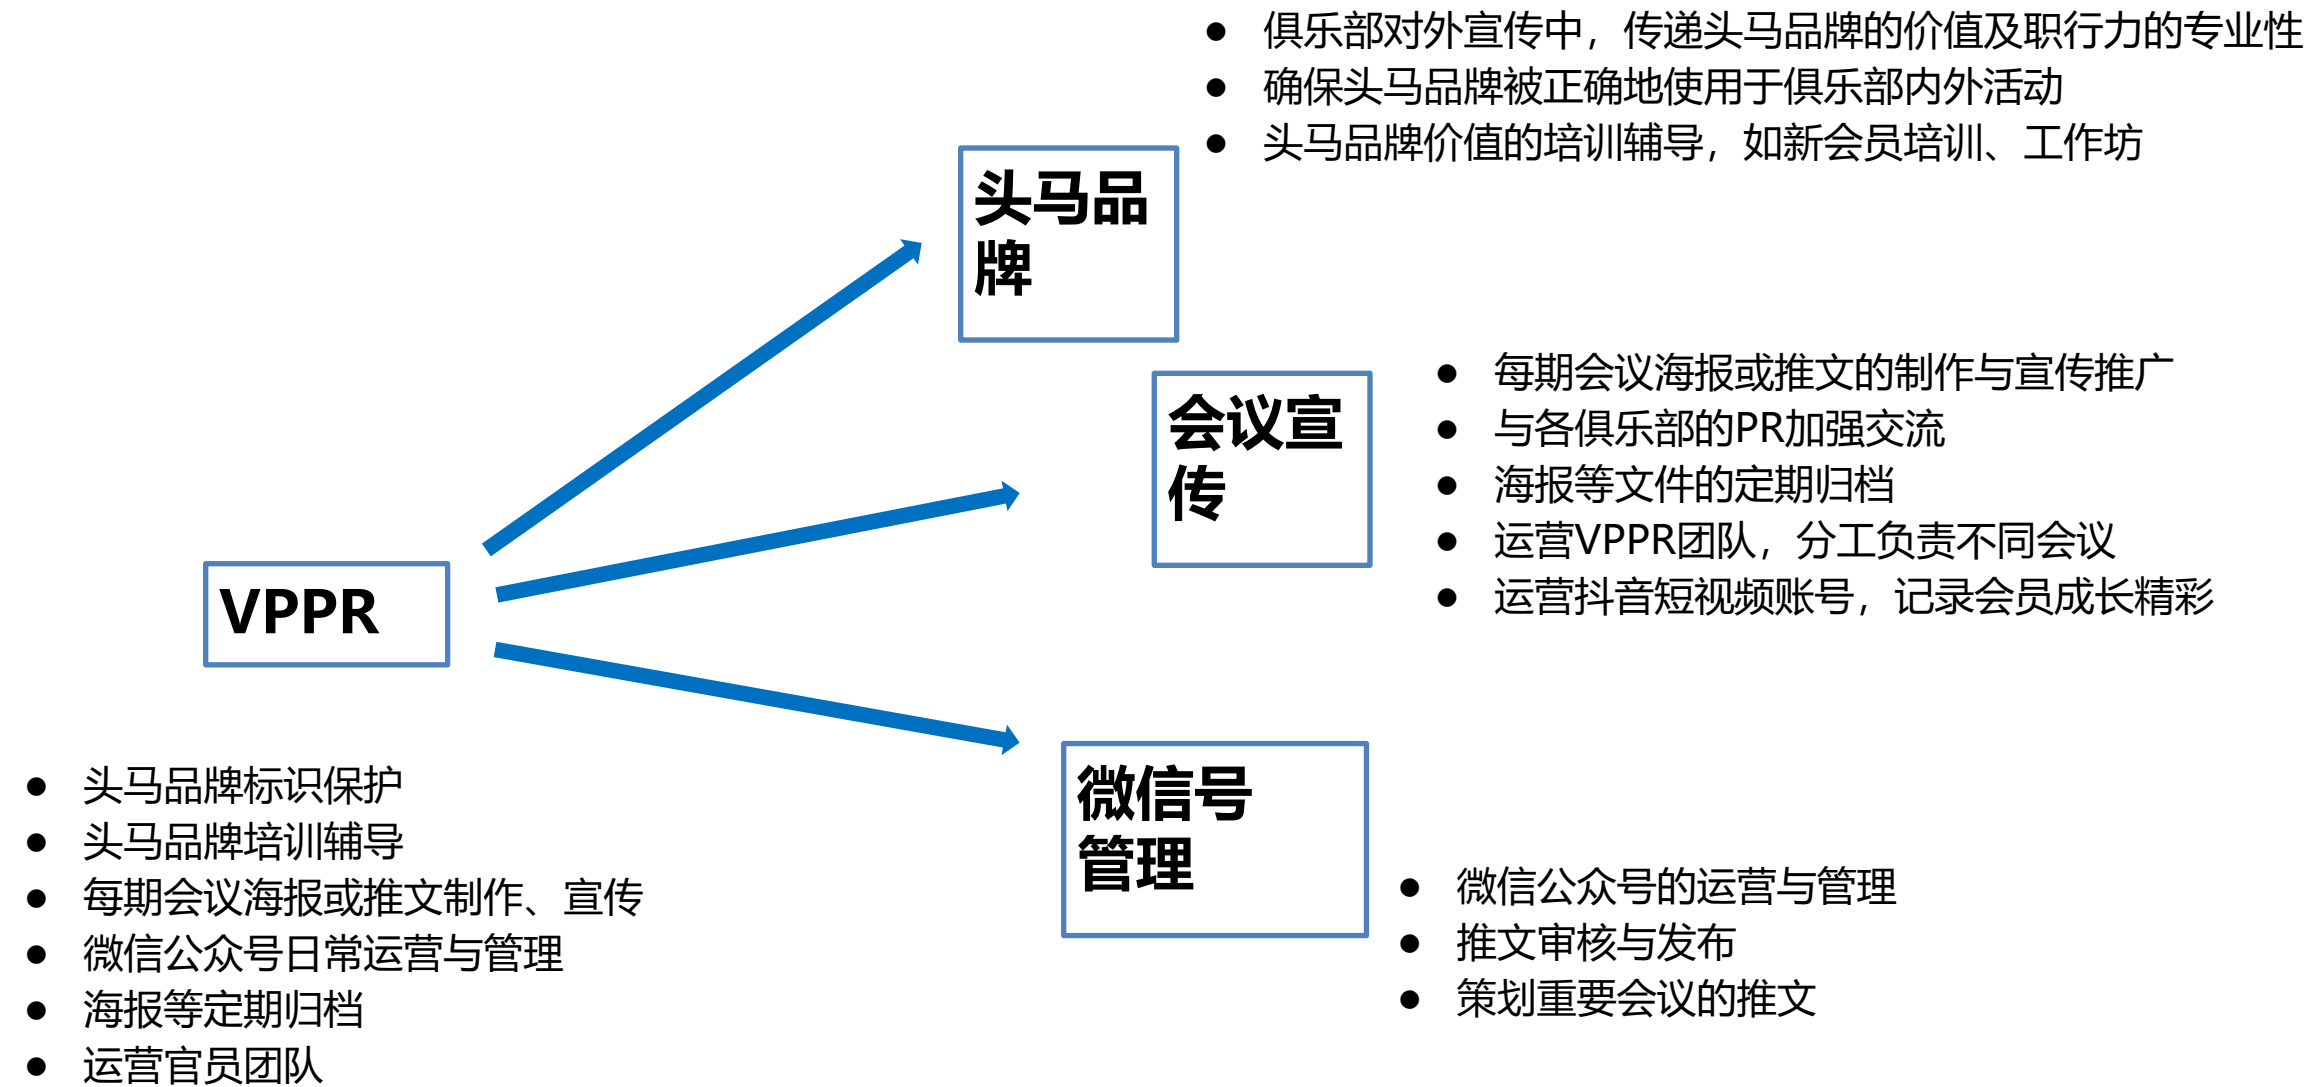 ● 俱乐部对外宣传中，传递头马品牌的价值及职行力的专业性
● 确保头马品牌被正确地使用于俱乐部内外活动
● 头马品牌价值的培训辅导，如新会员培训、工作坊
头马品
牌
会议宣
传
● 每期会议海报或推文的制作与宣传推广
● 与各俱乐部的PR加强交流
● 海报等文件的定期归档
● 运营VPPR团队，分工负责不同会议
● 运营抖音短视频账号，记录会员成长精彩
VPPR
● 头马品牌标识保护
● 头马品牌培训辅导
● 每期会议海报或推文制作、宣传
● 微信公众号日常运营与管理
● 海报等定期归档
● 运营官员团队
微信号
管理
● 微信公众号的运营与管理
● 推文审核与发布
● 策划重要会议的推文